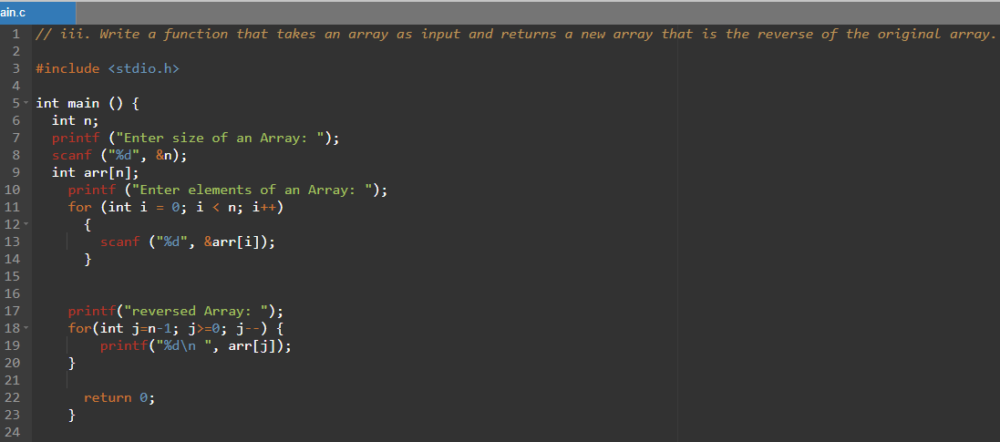 ain.c
1 // iii. Write a function that takes an array as input and returns a new array that is the reverse of the original array.
2
3 #include <stdio.h>
4
5 int main () {
6   int n;
7   printf ("Enter size of an Array: ");
8   scanf ("%d", &n);
9   int arr[n];
10     printf ("Enter elements of an Array: ");
11     for (int i = 0; i < n; i++)
12       {
13         scanf ("%d", &arr[i]);
14       }
15
16
17     printf("reversed Array: ");
18     for(int j=n-1; j>=0; j--) {
19         printf("%d\n ", arr[j]);
20     }
21
22       return 0;
23     }
24